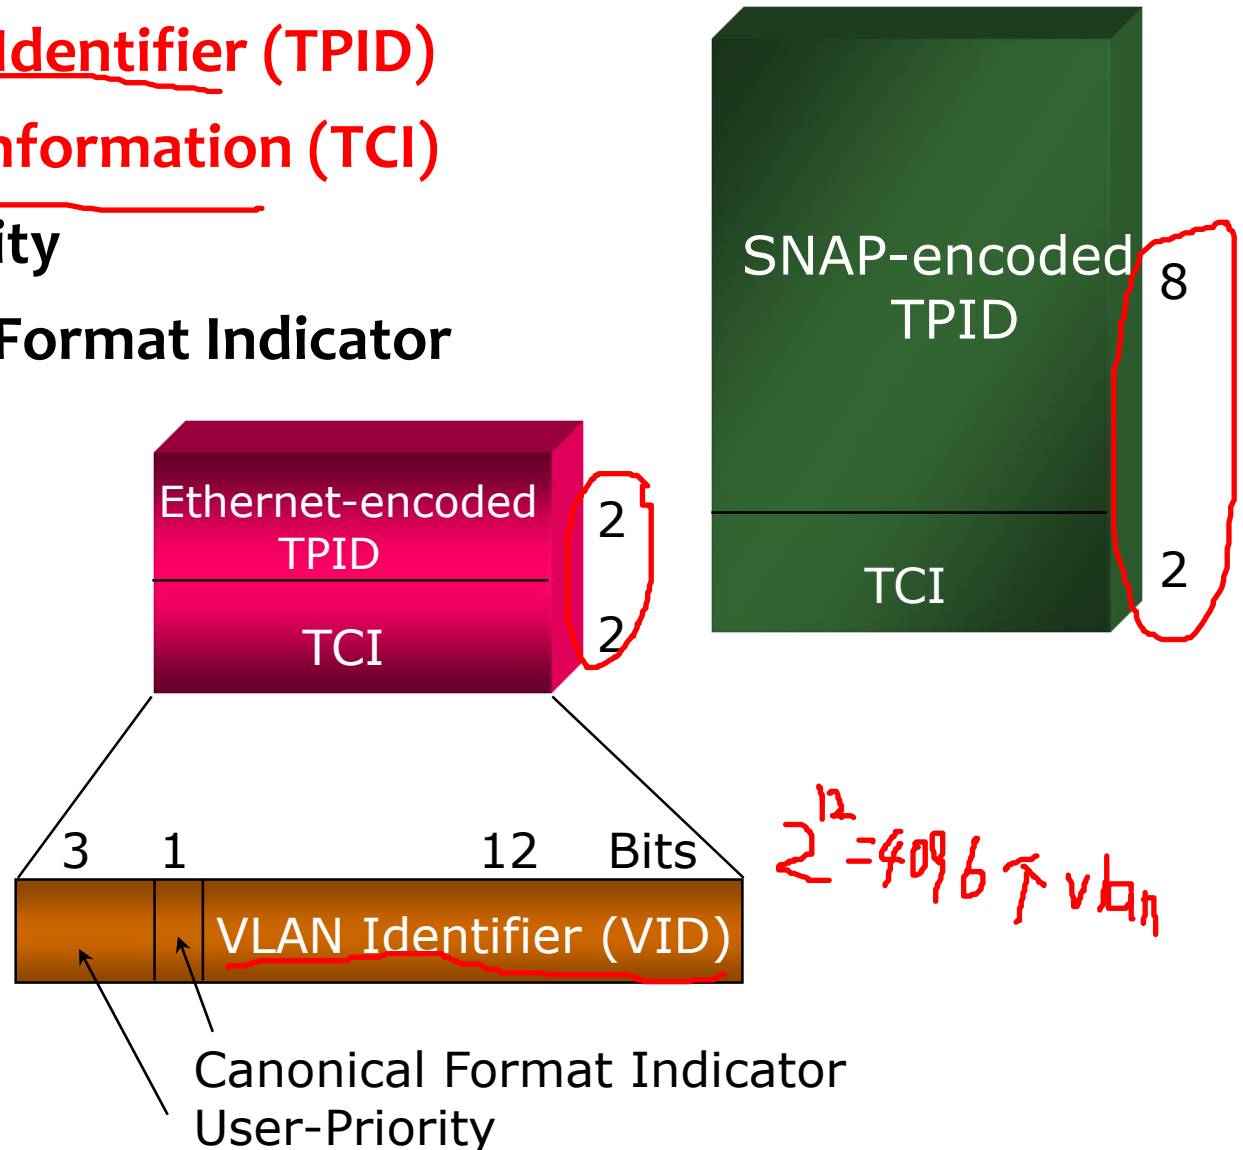 Identifier (TPID)
nformation (TCI)
ity
Format Indicator
SNAP-encoded
TPID
8
TCI
2
Ethernet-encoded
TPID
2
TCI
2
3 1 12 Bits
VLAN Identifier (VID)
2^12=4096个vlan
Canonical Format Indicator
User-Priority